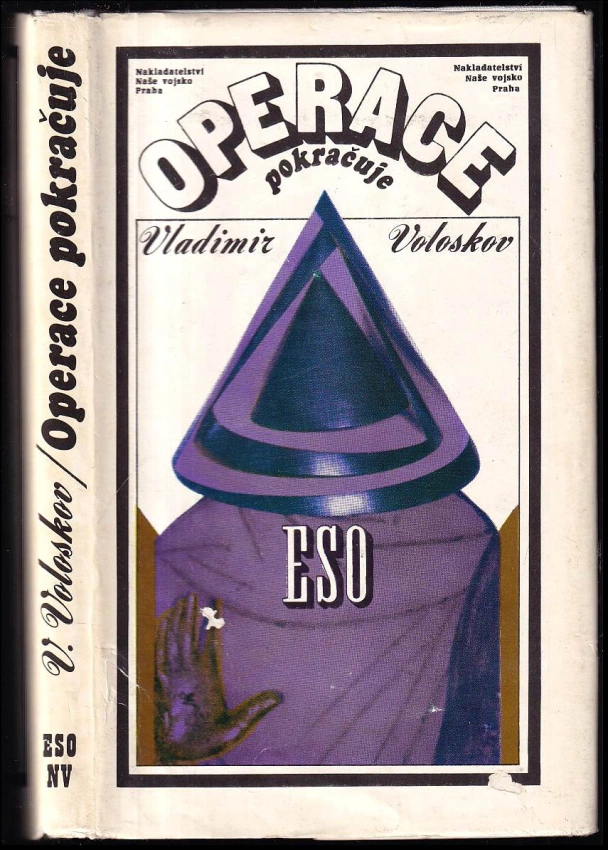 Nakladatelství
Naše vojsko
Praha
Nakladatelství
Naše vojsko
Praha
OPERACE
pokračuje
Vladimir Voloskov
ESO
V. Voloskov / Operace pokračuje
ESO
NV